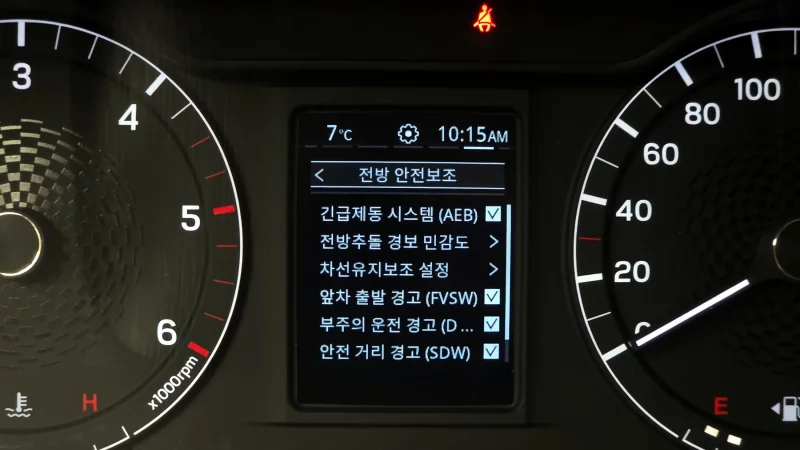 7°C 10:15AM
< 전방 안전보조
긴급제동 시스템 (AEB)
전방추돌 경보 민감도 >
차선유지보조 설정 >
앞차 출발 경고 (FVSW)
부주의 운전 경고 (D ...
안전 거리 경고 (SDW)
3
4
5
6
x1000rpm
H
100
80
60
40
20
0
E